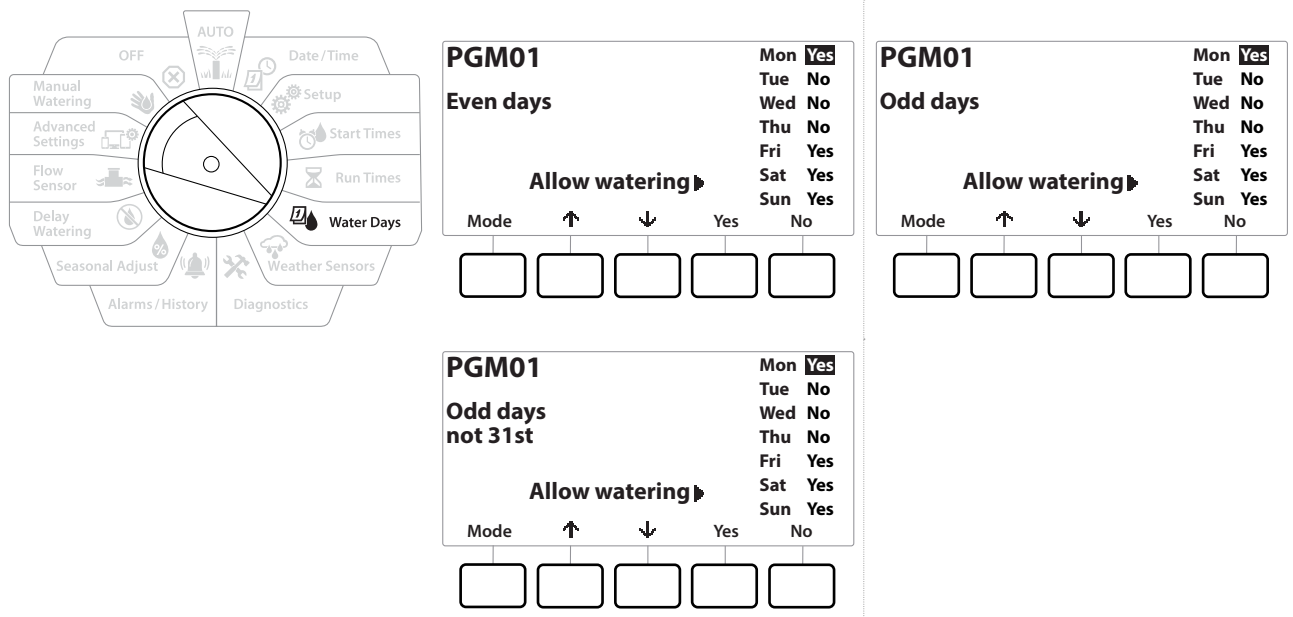 AUTO
OFF
Date/Time
Manual
Watering
Setup
Advanced
Settings
Start Times
Flow
Sensor
Run Times
Delay
Watering
Water Days
Seasonal Adjust
%
Weather Sensors
Alarms/History
Diagnostics
PGM01
Even days
Allow watering
Mon Yes
Tue No
Wed No
Thu No
Fri Yes
Sat Yes
Sun Yes
Mode ↑ ↓ Yes No
PGM01
Odd days
Allow watering
Mon Yes
Tue No
Wed No
Thu No
Fri Yes
Sat Yes
Sun Yes
Mode ↑ ↓ Yes No
PGM01
Odd days
not 31st
Allow watering
Mon Yes
Tue No
Wed No
Thu No
Fri Yes
Sat Yes
Sun Yes
Mode ↑ ↓ Yes No